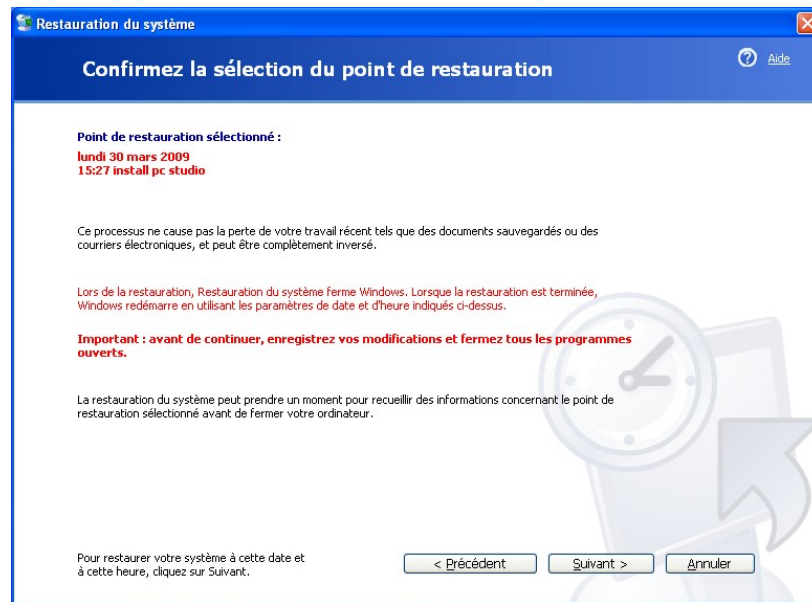 Restauration du système
Confirmez la sélection du point de restauration
Aide
Point de restauration sélectionné :
lundi 30 mars 2009
15:27 install pc studio
Ce processus ne cause pas la perte de votre travail récent tels que des documents sauvegardés ou des
courriers électroniques, et peut être complètement inversé.
Lors de la restauration, Restauration du système ferme Windows. Lorsque la restauration est terminée,
Windows redémarre en utilisant les paramètres de date et d'heure indiqués ci-dessus.
Important : avant de continuer, enregistrez vos modifications et fermez tous les programmes
ouverts.
La restauration du système peut prendre un moment pour recueillir des informations concernant le point de
restauration sélectionné avant de fermer votre ordinateur.
Pour restaurer votre système à cette date et
à cette heure, cliquez sur Suivant.
< Précédent
Suivant >
Annuler